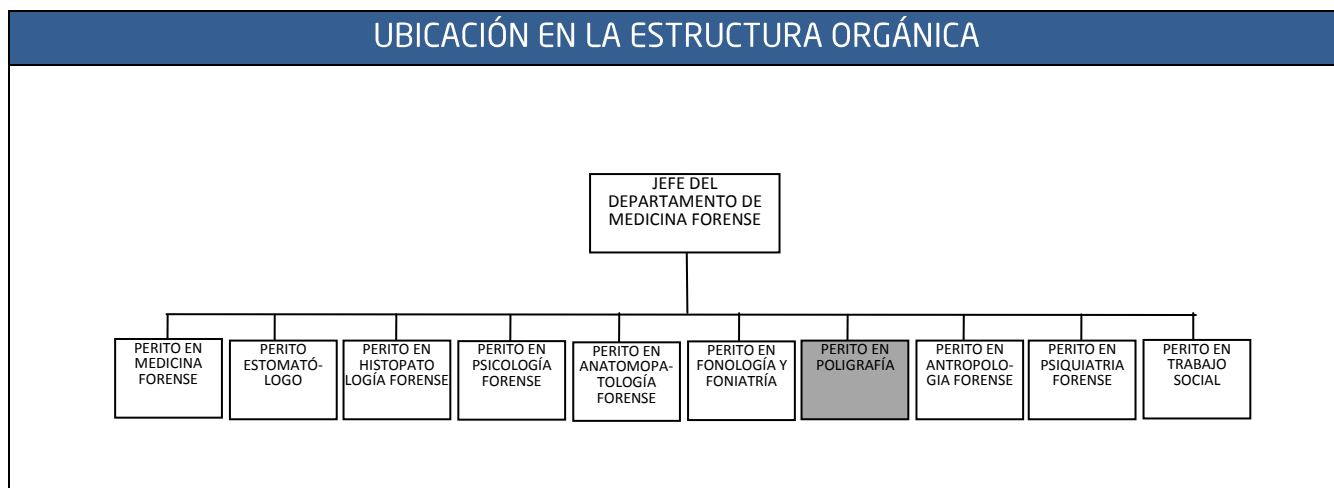 UBICACIÓN EN LA ESTRUCTURA ORGÁNICA
JEFE DEL
DEPARTAMENTO DE
MEDICINA FORENSE
PERITO EN
MEDICINA
FORENSE
PERITO
ESTOMATÓ-
LOGO
PERITO EN
HISTOPATO
LOGÍA FORENSE
PERITO EN
PSICOLOGÍA
FORENSE
PERITO EN
ANATOMOPA-
TOLOGÍA
FORENSE
PERITO EN
FONOLOGÍA Y
FONIATRÍA
PERITO EN
POLIGRAFÍA
PERITO EN
ANTROPOLO-
GIA FORENSE
PERITO EN
PSIQUIATRIA
FORENSE
PERITO EN
TRABAJO
SOCIAL